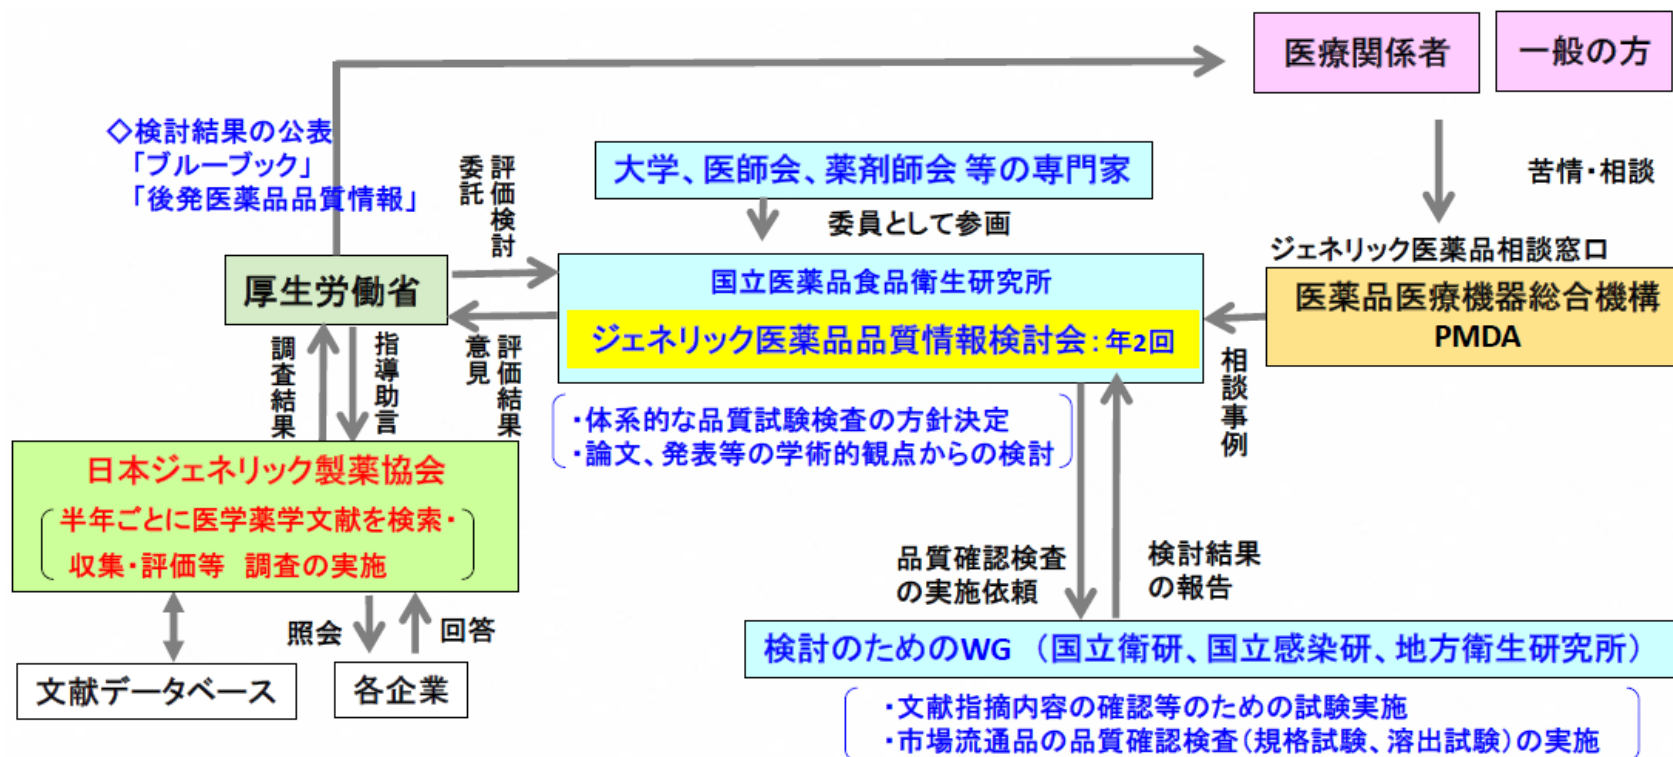 医療関係者
一般の方
◇検討結果の公表
「ブルーブック」
「後発医薬品品質情報」
評価検討
委託
大学、医師会、薬剤師会 等の専門家
委員として参画
苦情・相談
ジェネリック医薬品相談窓口
厚生労働省
国立医薬品食品衛生研究所
ジェネリック医薬品品質情報検討会：年2回
医薬品医療機器総合機構
PMDA
調査結果
指導助言
評価結果
意見
相談事例
・体系的な品質試験検査の方針決定
・論文、発表等の学術的観点からの検討
日本ジェネリック製薬協会
半年ごとに医学薬学文献を検索・
収集・評価等 調査の実施
品質確認検査
の実施依頼
検討結果
の報告
照会
回答
文献データベース
各企業
検討のためのWG （国立衛研、国立感染研、地方衛生研究所）
・文献指摘内容の確認等のための試験実施
・市場流通品の品質確認検査（規格試験、溶出試験）の実施